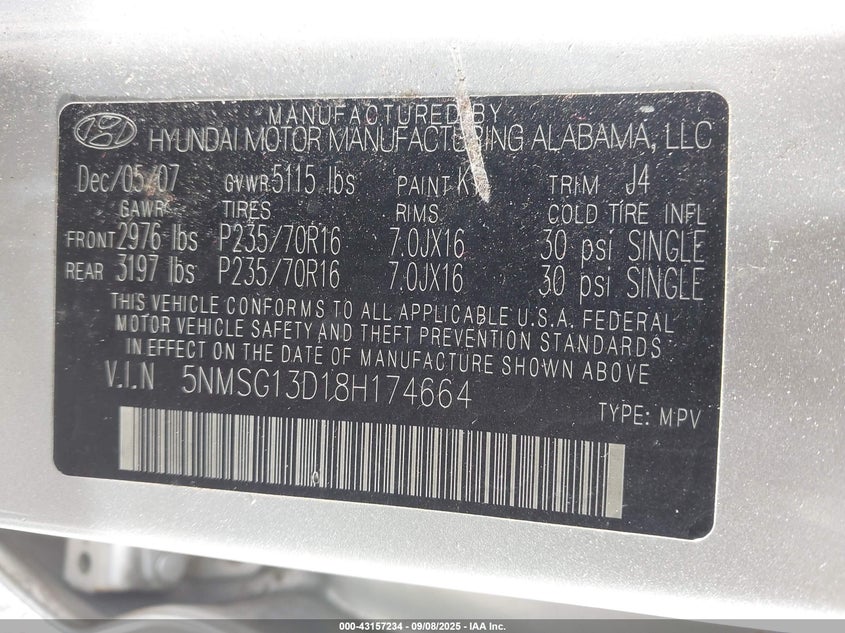 MANUFACTURED BY
HYUNDAI MOTOR MANUFACTURING ALABAMA, LLC
Dec/05/07 GVWR 5115 lbs PAINT TRIM J4
GAWR TIRES RIMS COLD TIRE INFL
FRONT 2976 lbs P235/70R16 7.0JX16 30 psi SINGLE
REAR 3197 lbs P235/70R16 7.0JX16 30 psi SINGLE
THIS VEHICLE CONFORMS TO ALL APPLICABLE U.S.A. FEDERAL
MOTOR VEHICLE SAFETY AND THEFT PREVENTION STANDARDS
IN EFFECT ON THE DATE OF MANUFACTURE SHOWN ABOVE
V.I.N 5NMSG13D18H174664
TYPE: MPV
000-43157234 - 09/08/2025 - IAA Inc.